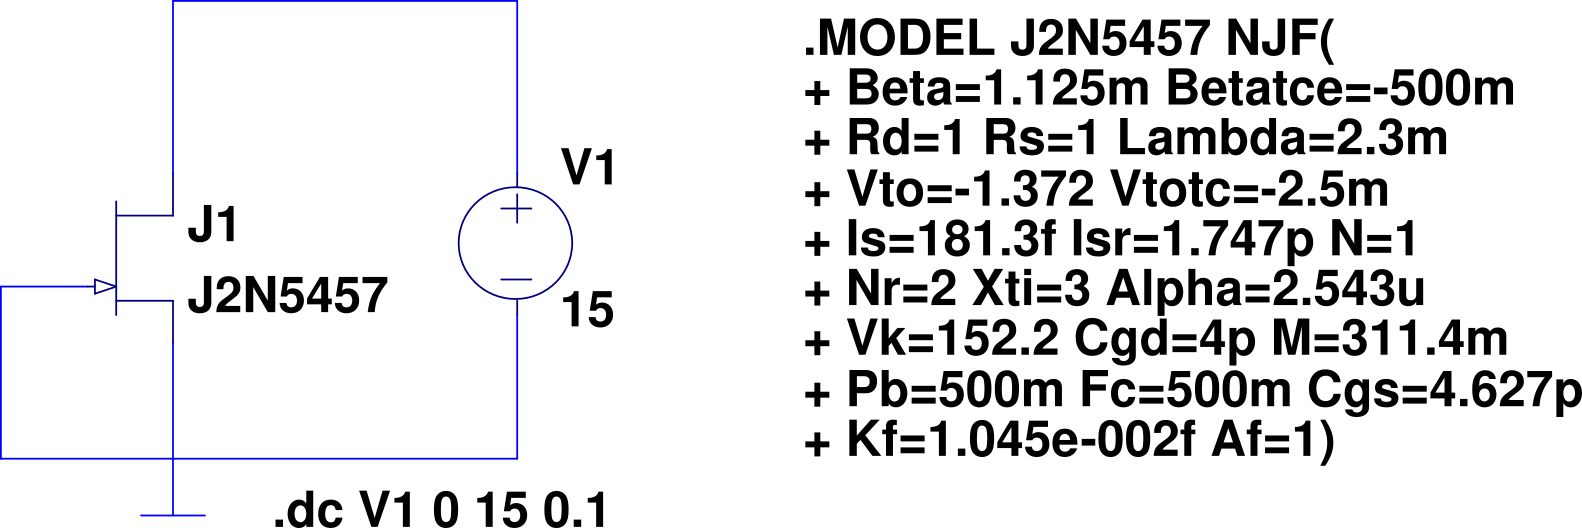 .MODEL J2N5457 NJF(
+ Beta=1.125m Betatce=-500m
+ Rd=1 Rs=1 Lambda=2.3m
+ Vto=-1.372 Vtotc=-2.5m
+ Is=181.3f Isr=1.747p N=1
+ Nr=2 Xti=3 Alpha=2.543u
+ Vk=152.2 Cgd=4p M=311.4m
+ Pb=500m Fc=500m Cgs=4.627p
+ Kf=1.045e-002f Af=1)
V1
J1
J2N5457
15
.dc V1 0 15 0.1